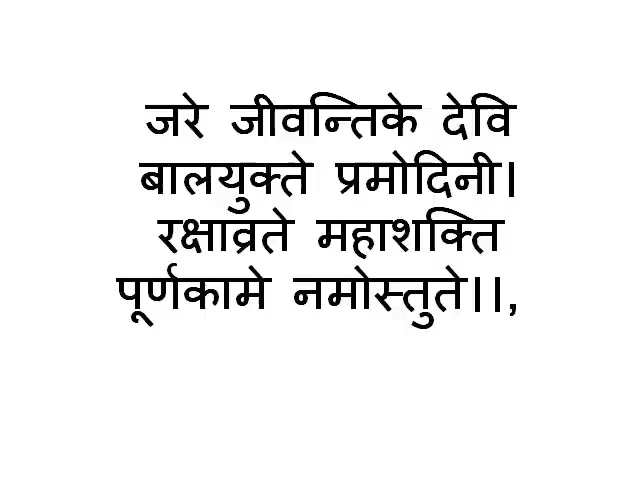 जरे जीवन्तिके देवि
बालयुक्ते प्रमोदिनी।
रक्षाव्रते महाशक्ति
पूर्णकामे नमोस्तुते।।,